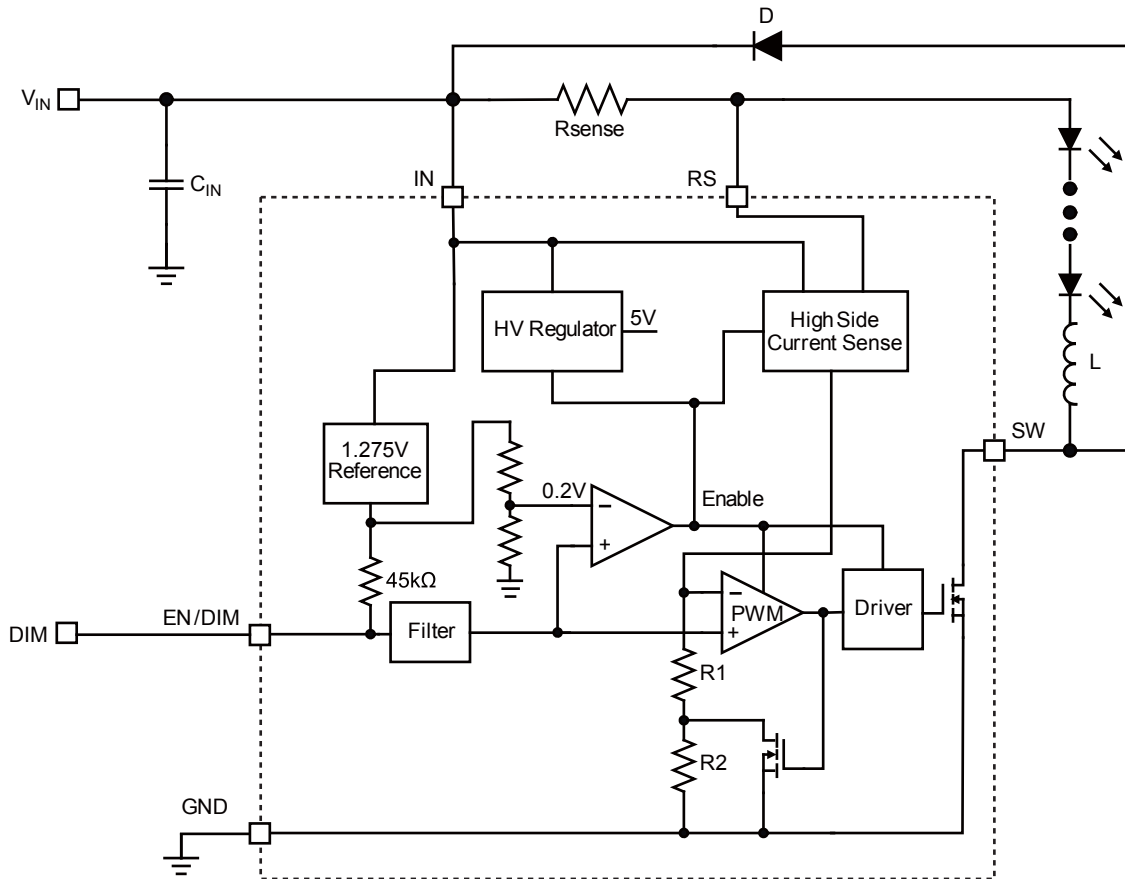 D
VIN
Rsense
CIN
IN
RS
HV Regulator
5V
High Side
Current Sense
L
1.275V
Reference
SW
0.2V
−
+
Enable
45kΩ
EN/DIM
DIM
Filter
−
PWM
+
Driver
R1
R2
GND